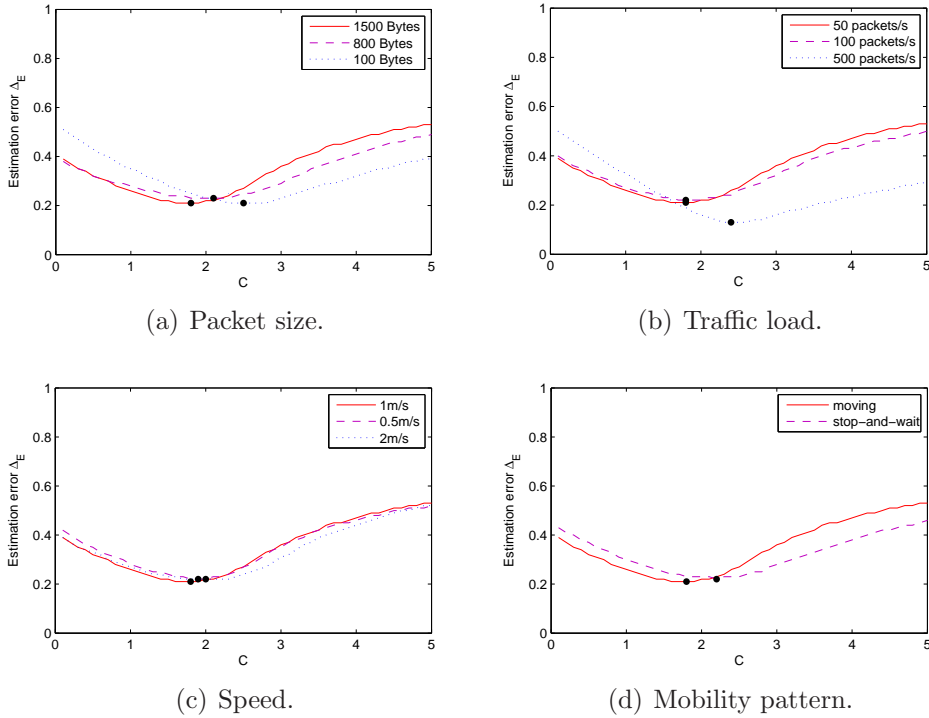 1
0.8
0.6
0.4
0.2
0
0 1 2 3 4 5
C
Estimation error Δ_E
1500 Bytes
800 Bytes
100 Bytes
(a) Packet size.
1
0.8
0.6
0.4
0.2
0
0 1 2 3 4 5
C
Estimation error Δ_E
50 packets/s
100 packets/s
500 packets/s
(b) Traffic load.
1
0.8
0.6
0.4
0.2
0
0 1 2 3 4 5
C
Estimation error Δ_E
1m/s
0.5m/s
2m/s
(c) Speed.
1
0.8
0.6
0.4
0.2
0
0 1 2 3 4 5
C
Estimation error Δ_E
moving
stop−and−wait
(d) Mobility pattern.